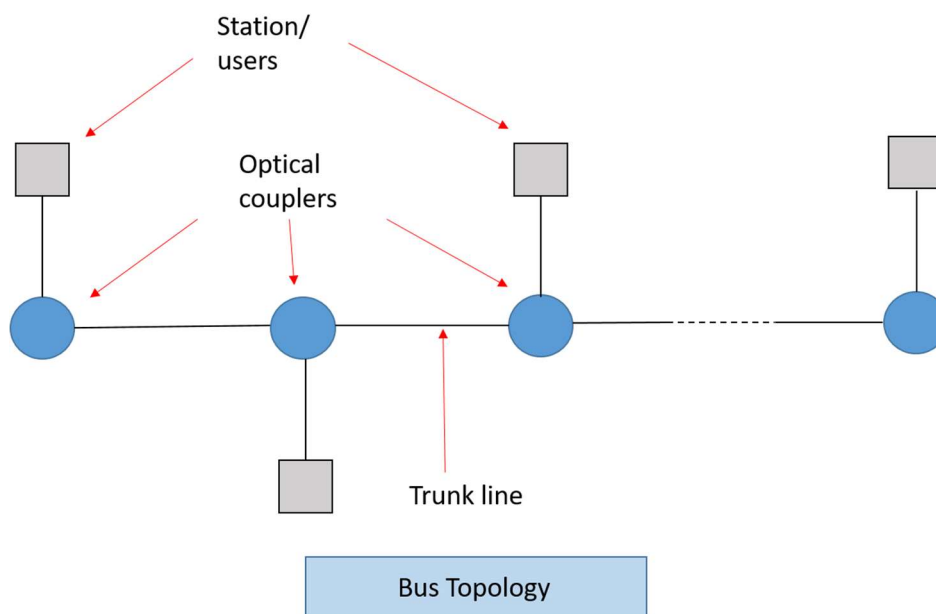 Station/
users
Optical
couplers
Trunk line
Bus Topology